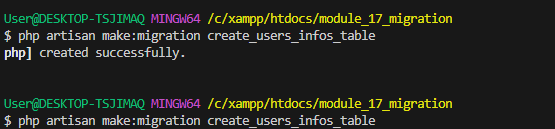 User@DESKTOP-TSJIMAQ MINGW64 /c/xampp/htdocs/module_17_migration
$ php artisan make:migration create_users_infos_table
php] created successfully.
User@DESKTOP-TSJIMAQ MINGW64 /c/xampp/htdocs/module_17_migration
$ php artisan make:migration create_users_infos_table